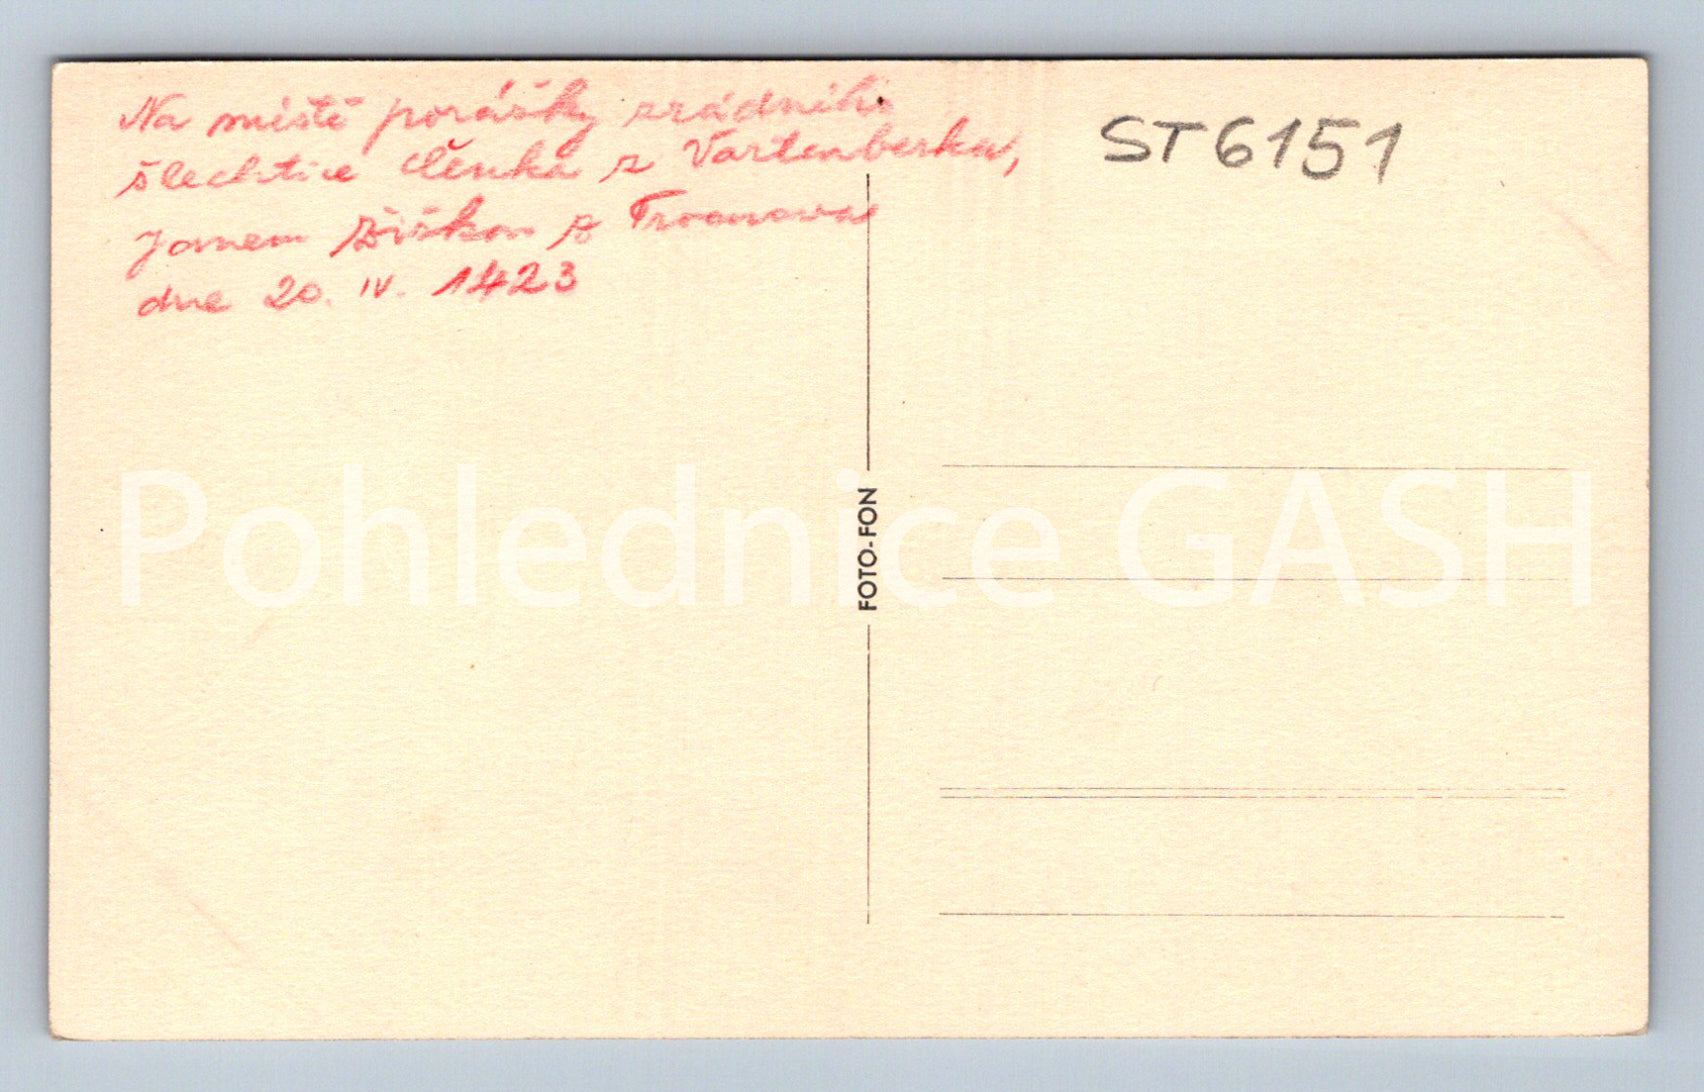 Na místě porážky zrádného
šlechtice Čeňka z Vartenberka,
Janem Žižkou z Trocnova
dne 20. IV. 1423
ST6151
FOTO-FON
Pohlednice GASH